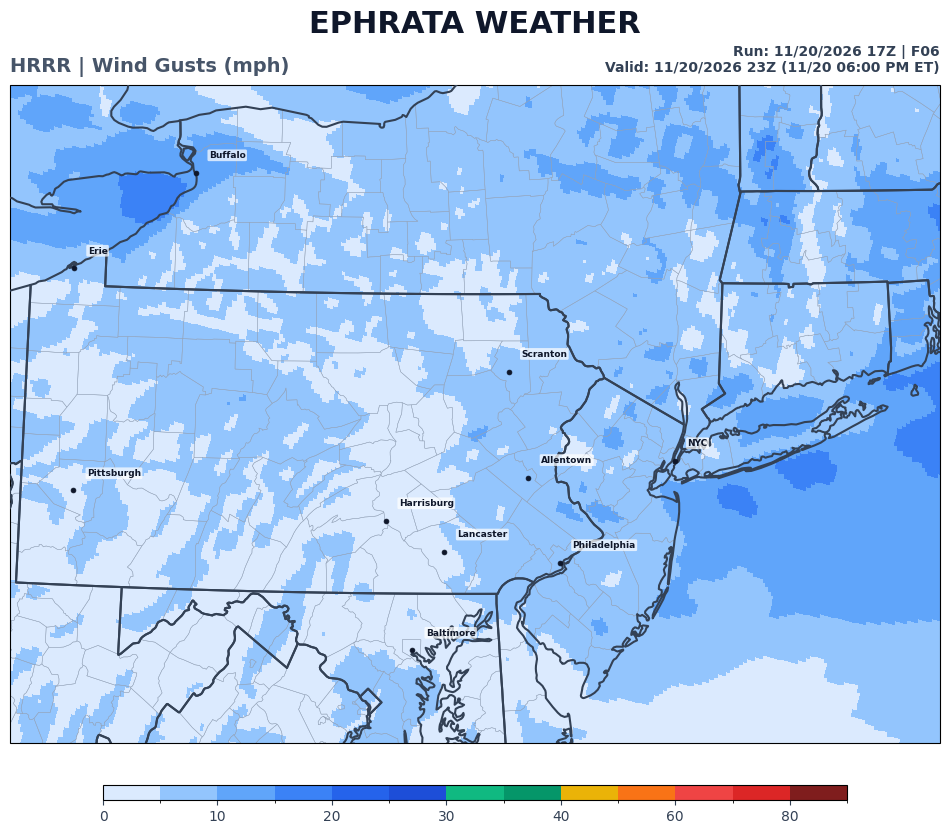 EPHRATA WEATHER
HRRR | Wind Gusts (mph)
Run: 11/20/2026 17Z | F06
Valid: 11/20/2026 23Z (11/20 06:00 PM ET)
Buffalo
Erie
Scranton
NYC
Allentown
Pittsburgh
Harrisburg
Lancaster
Philadelphia
Baltimore
0 10 20 30 40 60 80